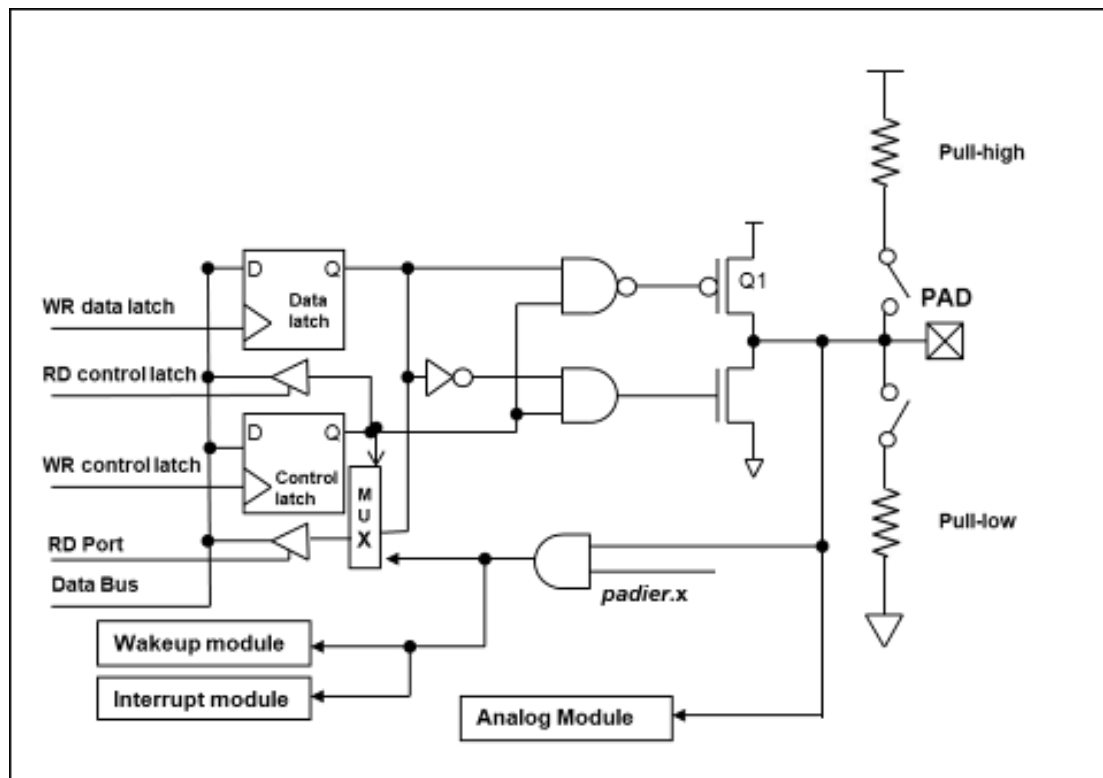 Pull-high
D
Q
Data
latch
Q1
WR data latch
PAD
RD control latch
D
Q
WR control latch
Control
latch
MUX
Pull-low
RD Port
Data Bus
padier.x
Wakeup module
Interrupt module
Analog Module